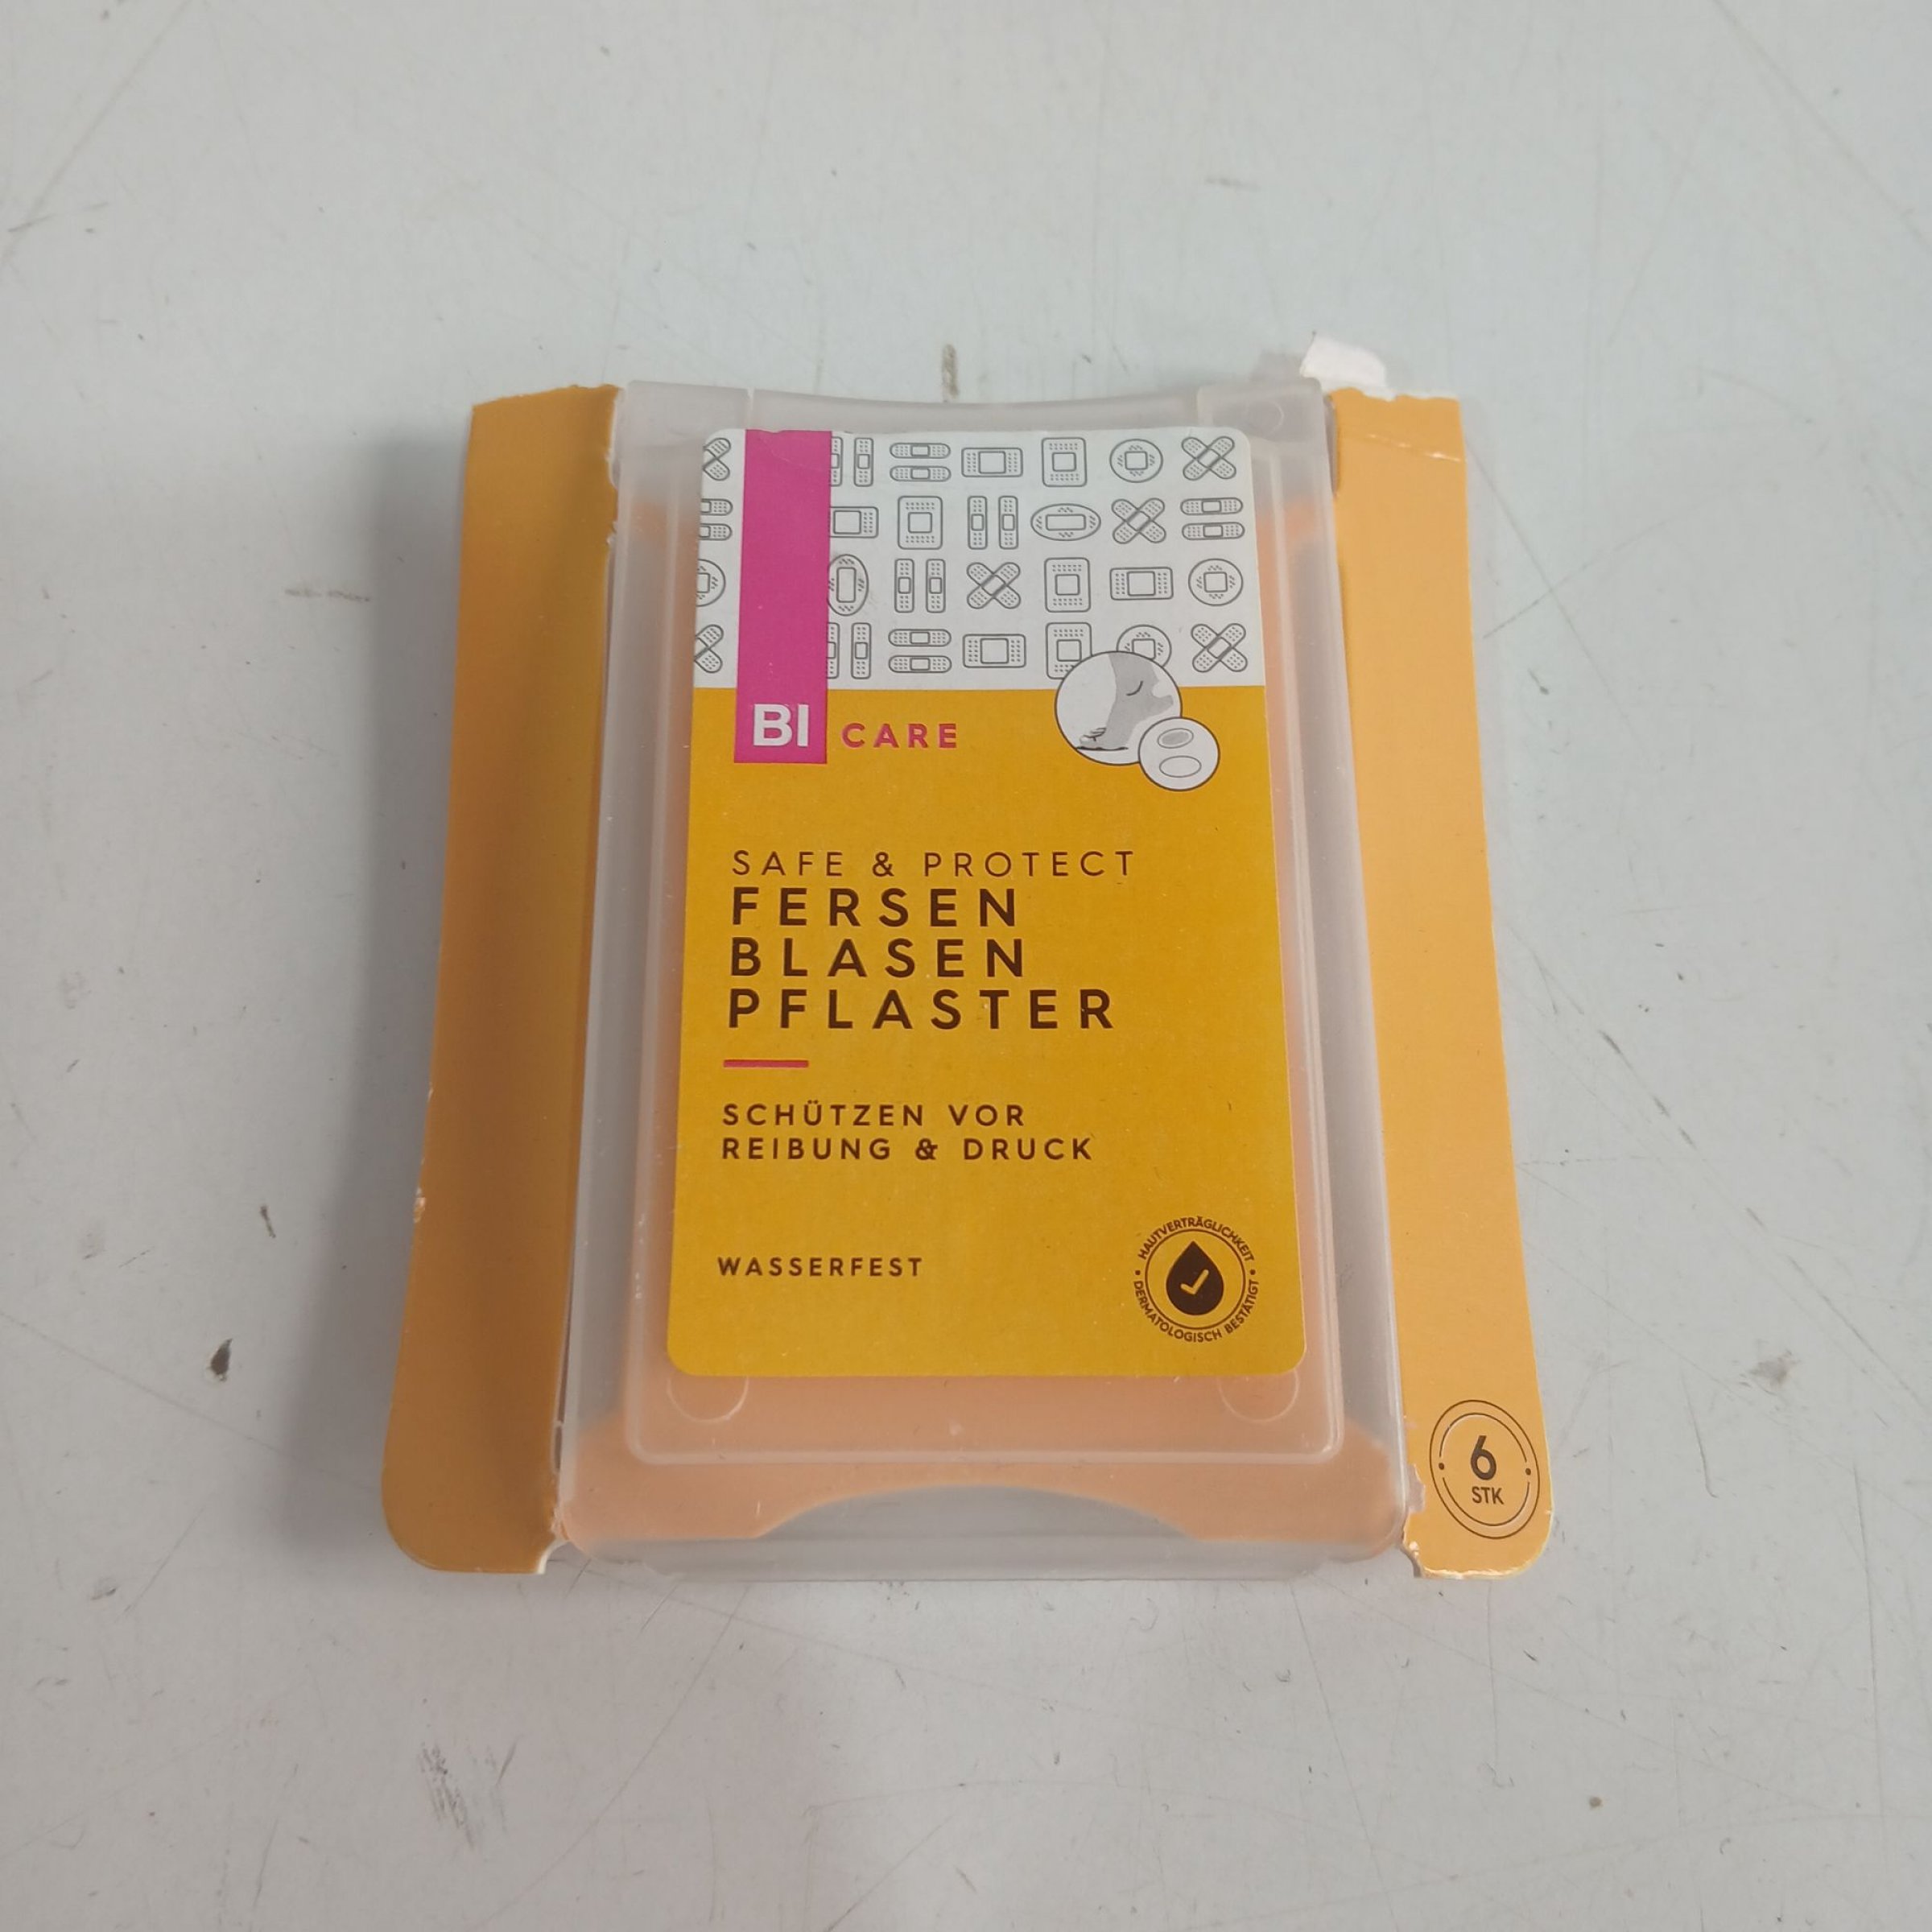 BI CARE
SAFE & PROTECT
FERSEN
BLASEN
PFLASTER
SCHÜTZEN VOR
REIBUNG & DRUCK
WASSERFEST
HAUTVERTRÄGLICHKEIT
DERMATOLOGISCH BESTÄTIGT
6
STK